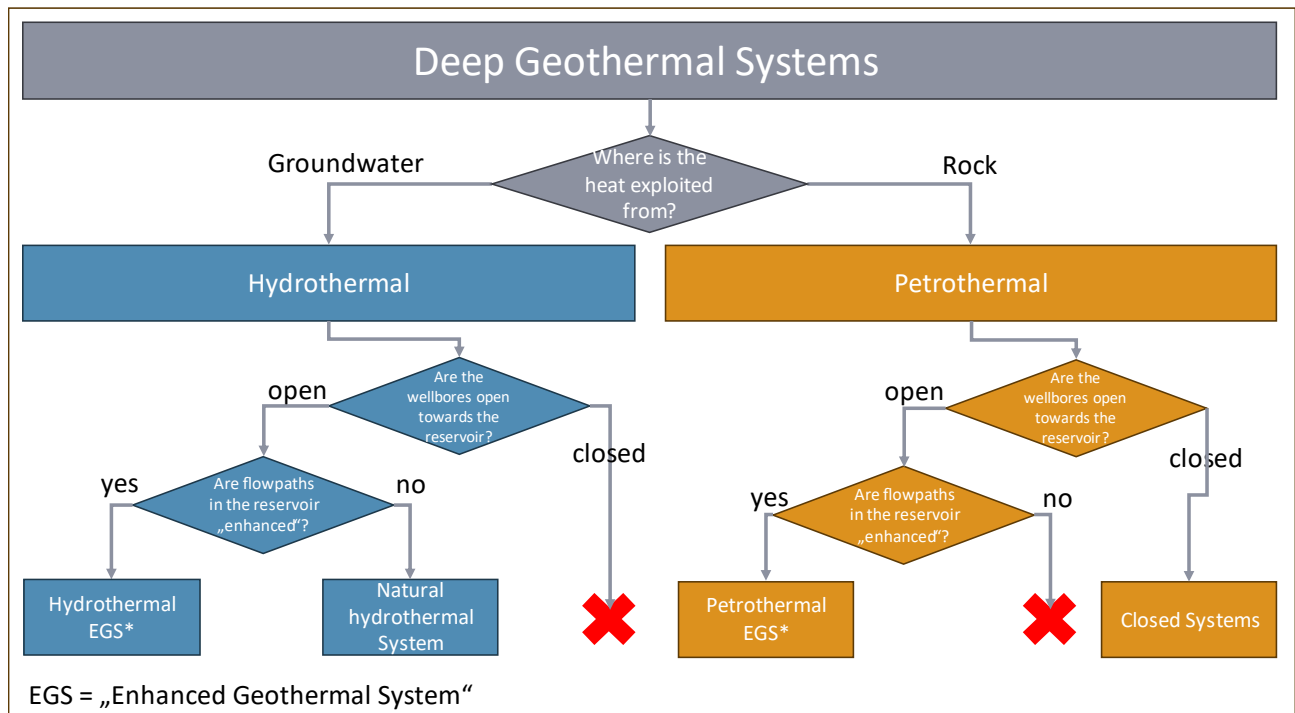 Deep Geothermal Systems
Groundwater
Where is the
heat exploited
from?
Rock
Hydrothermal
Petrothermal
open
Are the
wellbores open
towards the
reservoir?
closed
open
Are the
wellbores open
towards the
reservoir?
closed
yes
Are flowpaths
in the reservoir
„enhanced“?
no
yes
Are flowpaths
in the reservoir
„enhanced“?
no
Hydrothermal
EGS*
Natural
hydrothermal
System
Petrothermal
EGS*
Closed Systems
EGS = „Enhanced Geothermal System“